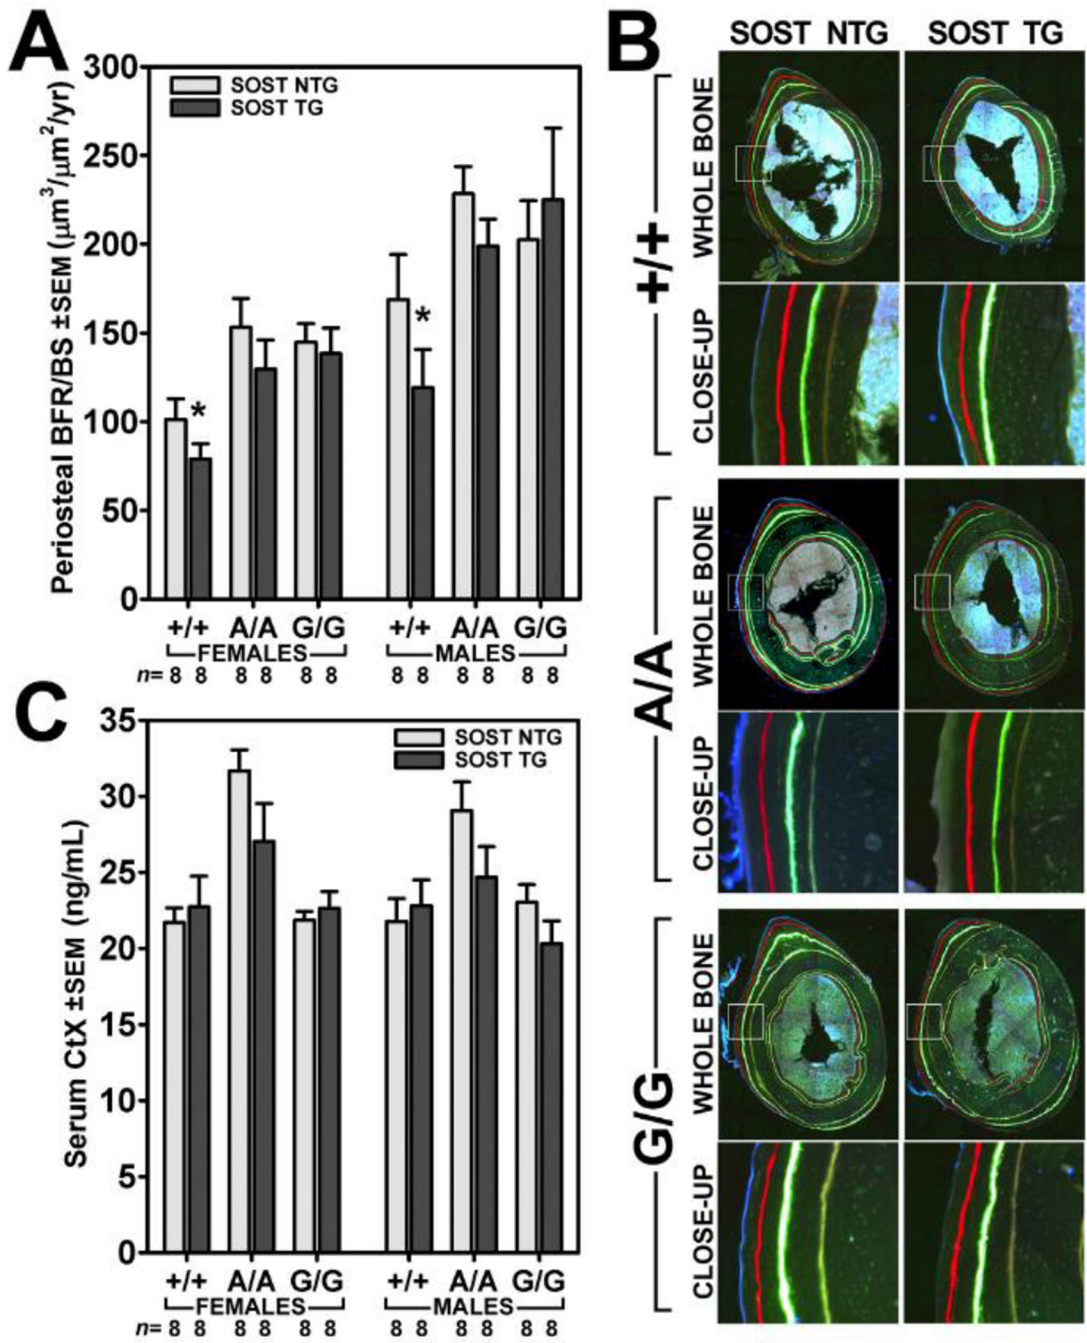 A
Periosteal BFR/BS ±SEM (μm³/μm²/yr)
300
250
200
150
100
50
0
SOST NTG
SOST TG
*
*
+/+ A/A G/G +/+ A/A G/G
FEMALES MALES
n= 8 8 8 8 8 8 8 8 8 8 8 8
B
SOST NTG SOST TG
+/+
WHOLE BONE
CLOSE-UP
A/A
WHOLE BONE
CLOSE-UP
G/G
WHOLE BONE
CLOSE-UP
C
Serum CtX ±SEM (ng/mL)
35
30
25
20
15
10
5
0
SOST NTG
SOST TG
+/+ A/A G/G +/+ A/A G/G
FEMALES MALES
n= 8 8 8 8 8 8 8 8 8 8 8 8